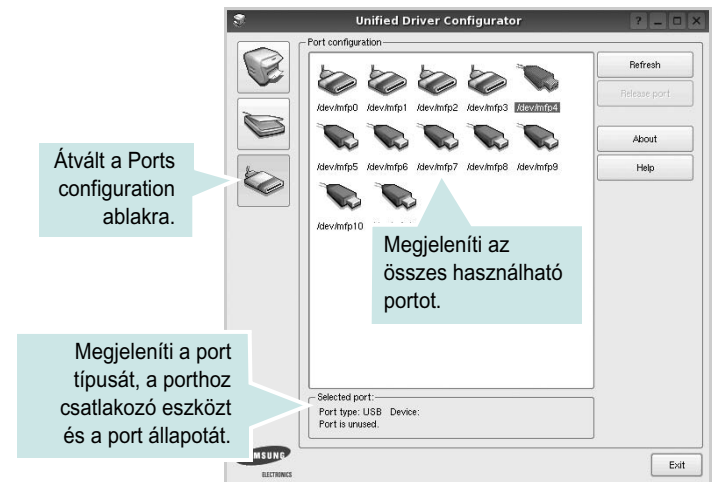 Unified Driver Configurator
Port configuration
/dev/mfp0 /dev/mfp1 /dev/mfp2 /dev/mfp3 /dev/mfp4
/dev/mfp5 /dev/mfp6 /dev/mfp7 /dev/mfp8 /dev/mfp9
/dev/mfp10
Refresh
Release port
About
Help
Átvált a Ports
configuration
ablakra.
Megjeleníti az
összes használható
portot.
Megjeleníti a port
típusát, a porthoz
csatlakozó eszközt
és a port állapotát.
Selected port:
Port type: USB Device:
Port is unused.
MSUNG
ELECTRONICS
Exit